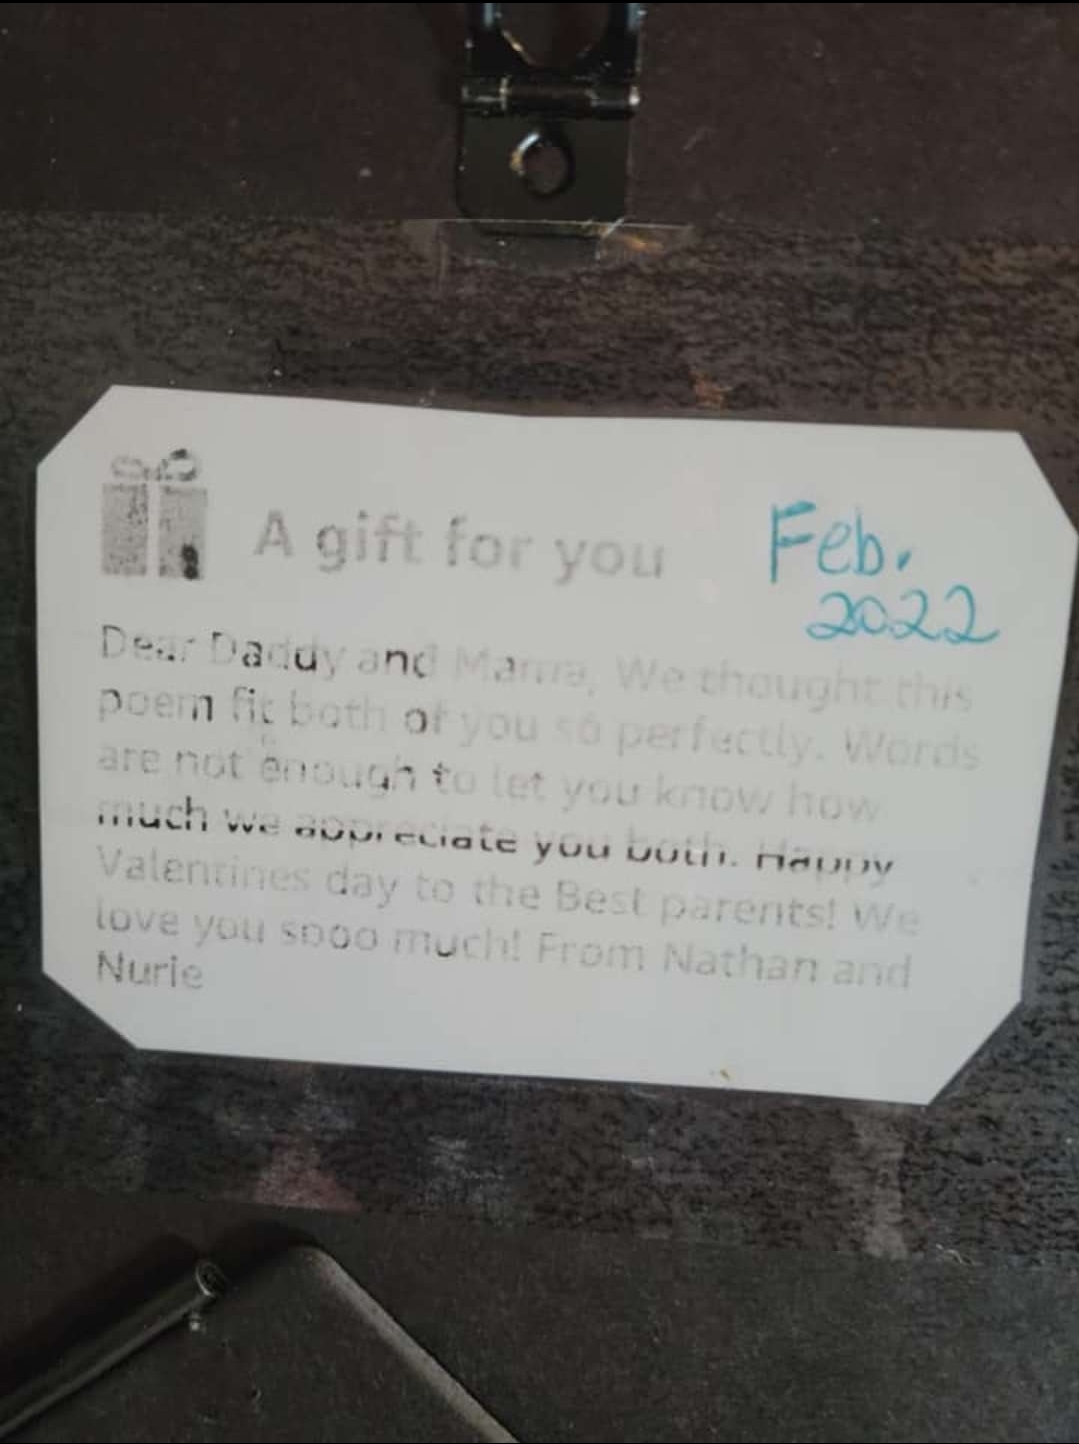 A gift for you
Feb.
2022
Dear Daddy and Mama, We thought this
poem fit both of you so perfectly. Words
are not enough to let you know how
much we appreciate you both. Happy
Valentines day to the Best parents! We
love you sooo much! From Nathan and
Nurie